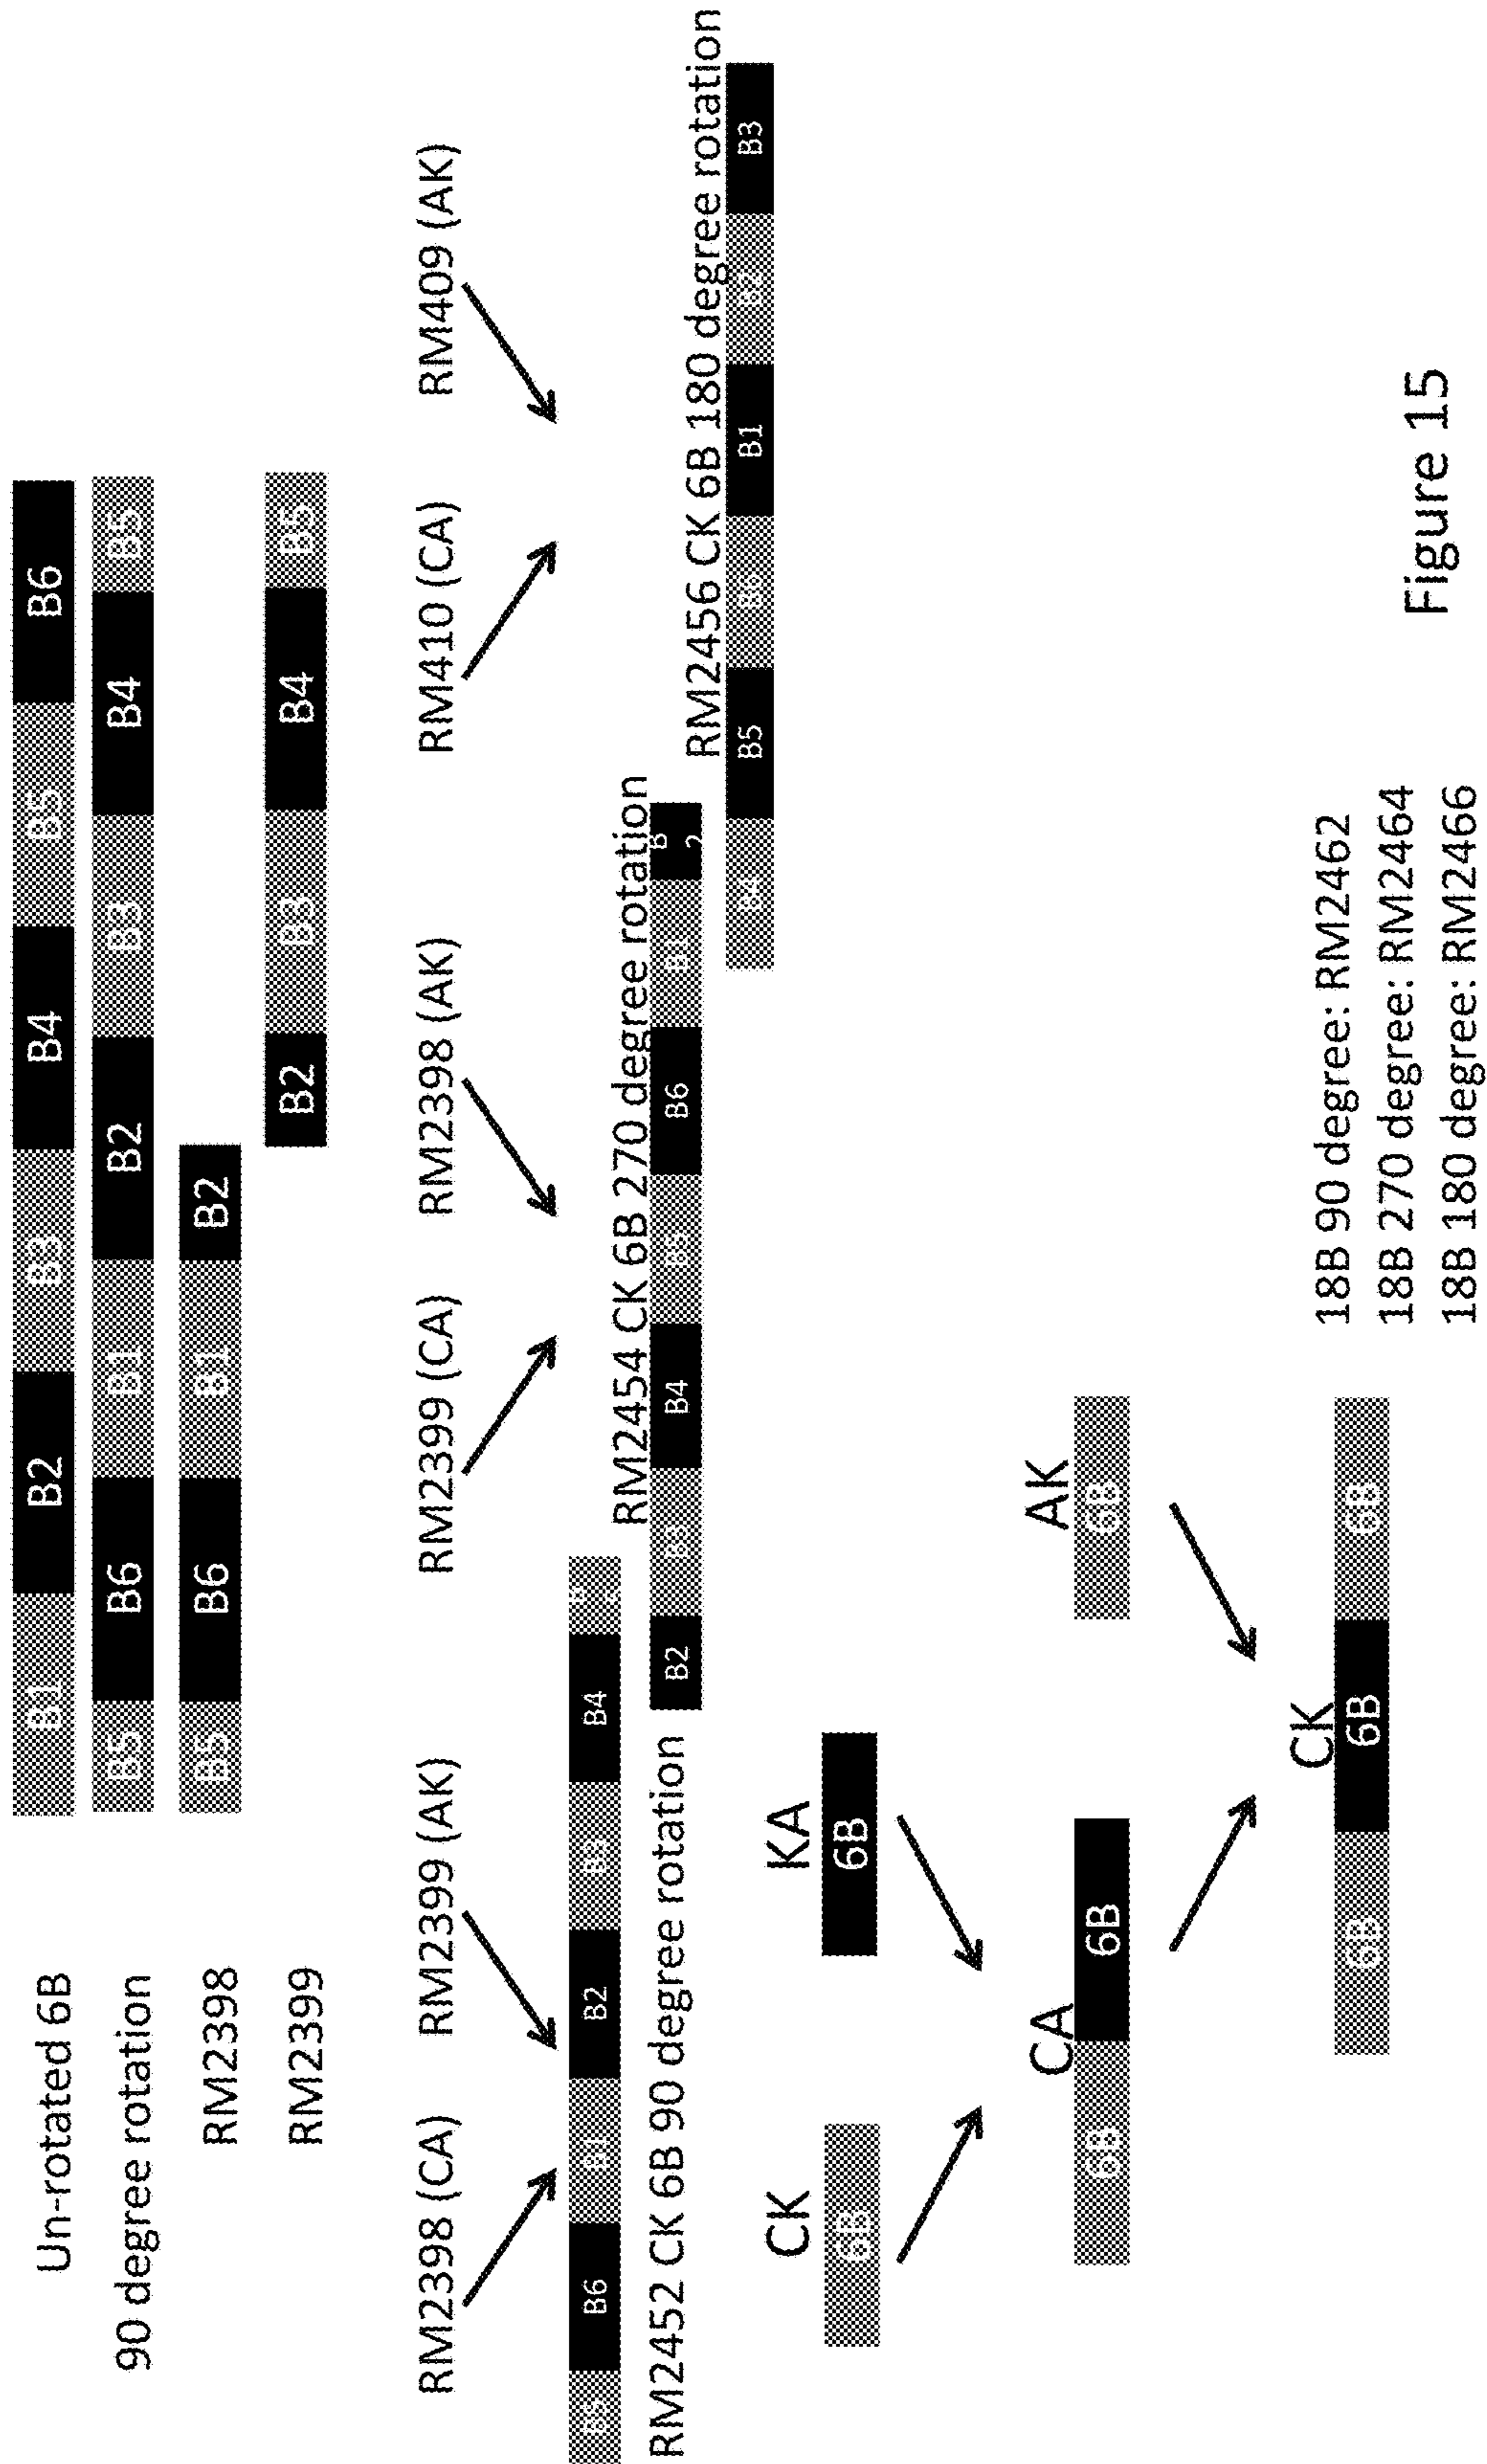 Un-rotated 6B
B1 B2 B3 B4 B5 B6
90 degree rotation
B5 B6 B1 B2 B3 B4 B5
RM2398
B5 B6 B1 B2
RM2399
B2 B3 B4 B5
RM2398 (CA) RM2399 (AK) RM2399 (CA) RM2398 (AK) RM410 (CA) RM409 (AK)
B5 B6 B1 B2 B3 B4
RM2452 CK 6B 90 degree rotation
RM2454 CK 6B 270 degree rotation
B2 B3 B4 B5 B6 B1 B2
RM2456 CK 6B 180 degree rotation
B4 B5 B6 B1 B2 B3
CK KA
6B 6B
CA AK
6B 6B 6B
CK
6B 6B 6B
18B 90 degree: RM2462
18B 270 degree: RM2464
18B 180 degree: RM2466
Figure 15